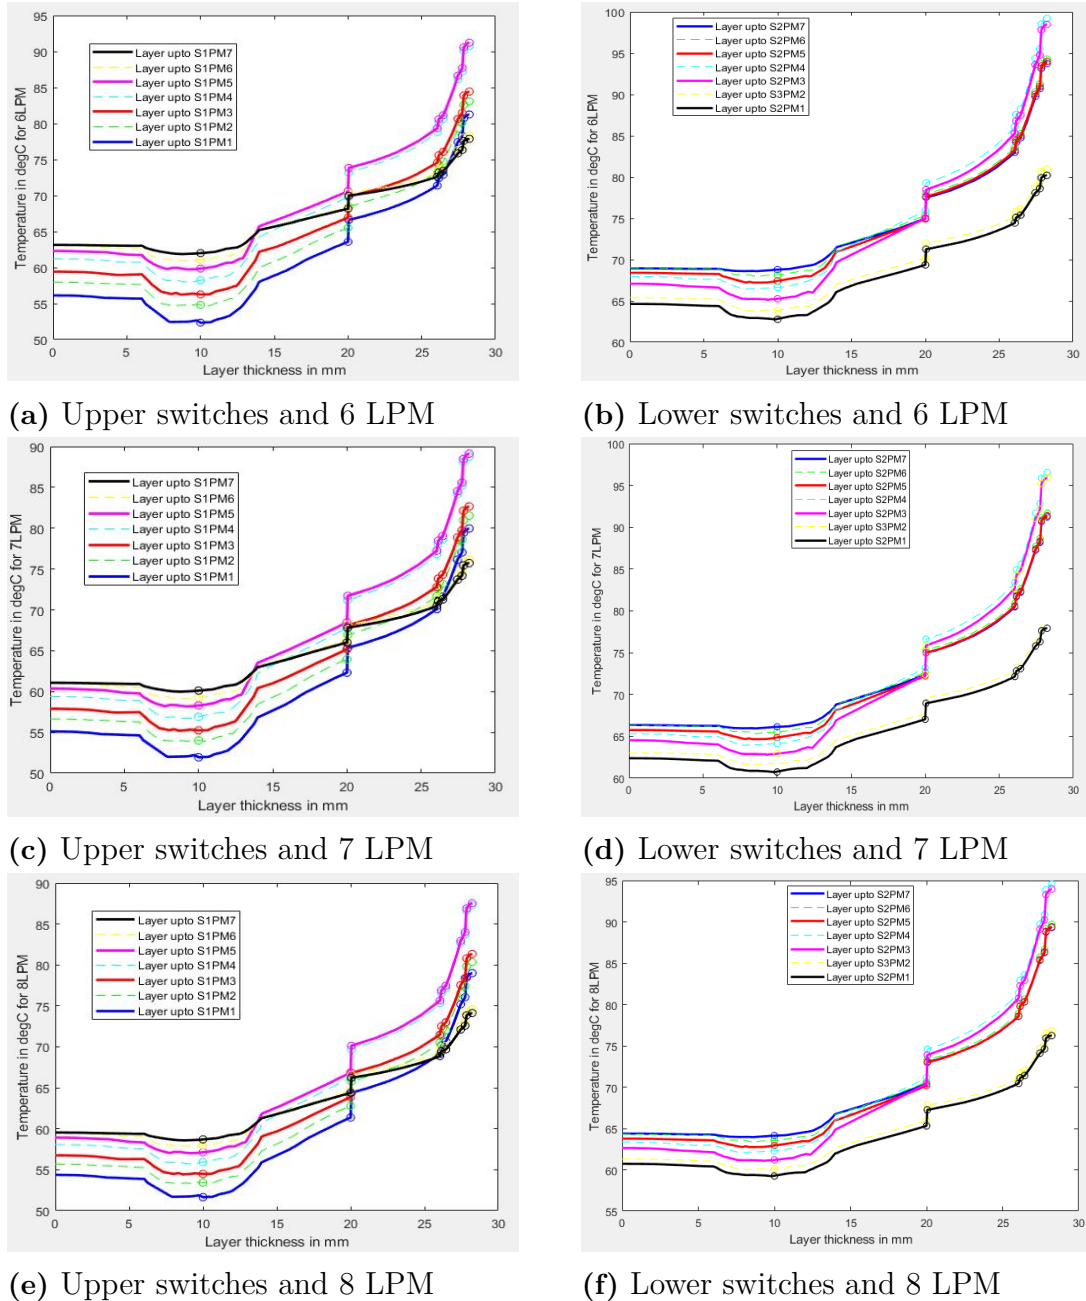 95
90
85
80
75
70
65
60
55
50
0
5
10
15
20
25
30
Temperature in degC for 6LPM
Layer thickness in mm
Layer upto S1PM7
Layer upto S1PM6
Layer upto S1PM5
Layer upto S1PM4
Layer upto S1PM3
Layer upto S1PM2
Layer upto S1PM1
(a) Upper switches and 6 LPM
100
95
90
85
80
75
70
65
60
0
5
10
15
20
25
30
Temperature in degC for 6LPM
Layer thickness in mm
Layer upto S2PM7
Layer upto S2PM6
Layer upto S2PM5
Layer upto S2PM4
Layer upto S2PM3
Layer upto S3PM2
Layer upto S2PM1
(b) Lower switches and 6 LPM
90
85
80
75
70
65
60
55
50
0
5
10
15
20
25
30
Temperature in degC for 7LPM
Layer thickness in mm
Layer upto S1PM7
Layer upto S1PM6
Layer upto S1PM5
Layer upto S1PM4
Layer upto S1PM3
Layer upto S1PM2
Layer upto S1PM1
(c) Upper switches and 7 LPM
100
95
90
85
80
75
70
65
60
0
5
10
15
20
25
30
Temperature in degC for 7LPM
Layer thickness in mm
Layer upto S2PM7
Layer upto S2PM6
Layer upto S2PM5
Layer upto S2PM4
Layer upto S2PM3
Layer upto S3PM2
Layer upto S2PM1
(d) Lower switches and 7 LPM
90
85
80
75
70
65
60
55
50
0
5
10
15
20
25
30
Temperature in degC for 8LPM
Layer thickness in mm
Layer upto S1PM7
Layer upto S1PM6
Layer upto S1PM5
Layer upto S1PM4
Layer upto S1PM3
Layer upto S1PM2
Layer upto S1PM1
(e) Upper switches and 8 LPM
95
90
85
80
75
70
65
60
55
0
5
10
15
20
25
30
Temperature in degC for 8LPM
Layer thickness in mm
Layer upto S2PM7
Layer upto S2PM6
Layer upto S2PM5
Layer upto S2PM4
Layer upto S2PM3
Layer upto S3PM2
Layer upto S2PM1
(f) Lower switches and 8 LPM